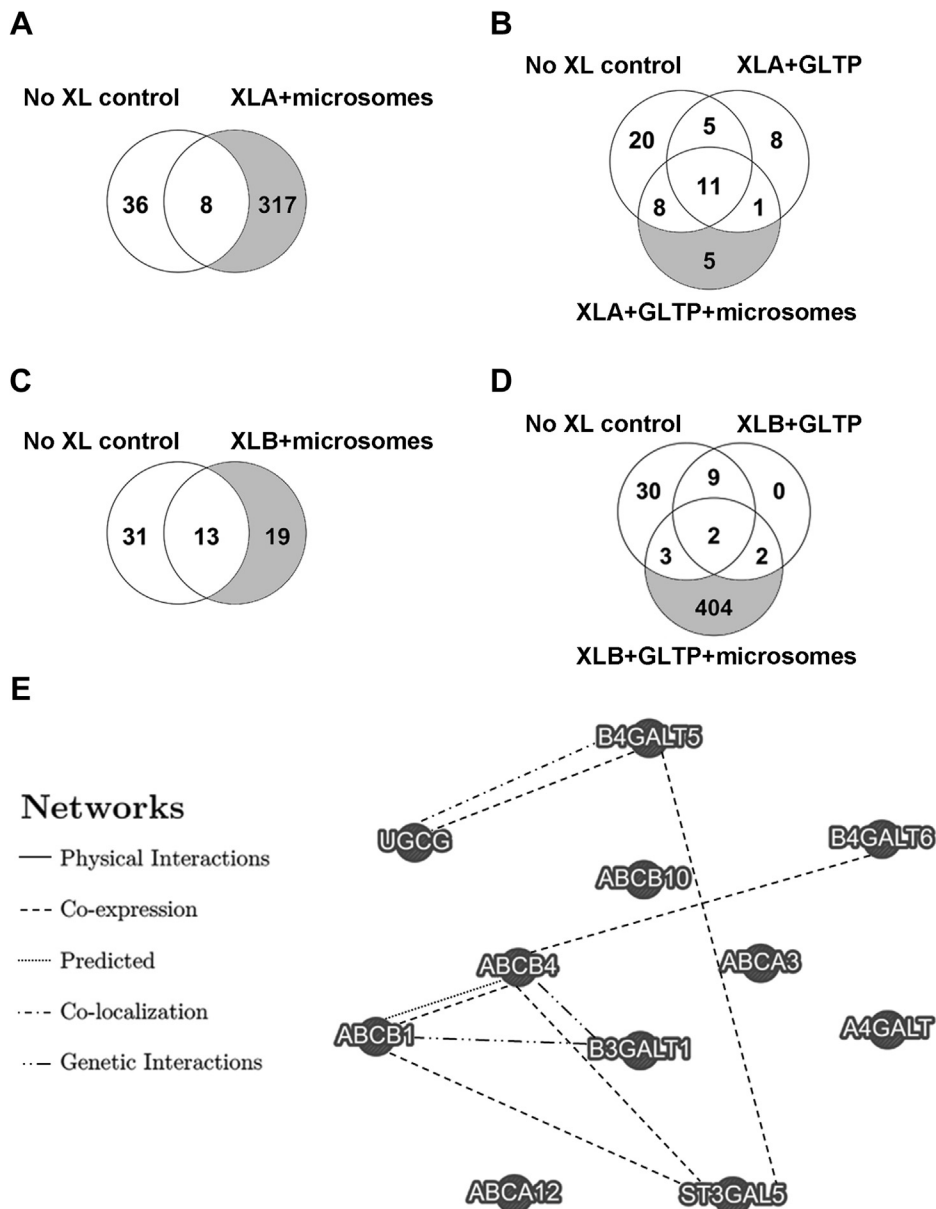 A
No XL control XLA+microsomes
36 8 317
B
No XL control XLA+GLTP
20 5 8
11
8 1
5
XLA+GLTP+microsomes
C
No XL control XLB+microsomes
31 13 19
D
No XL control XLB+GLTP
30 9 0
2
3 2
404
XLB+GLTP+microsomes
E
Networks
Physical Interactions
Co-expression
Predicted
Co-localization
Genetic Interactions
B4GALT5
UGCG
B4GALT6
ABCB10
ABCB4
ABCA3
ABCB1
B3GALT1
A4GALT
ABCA12
ST3GAL5